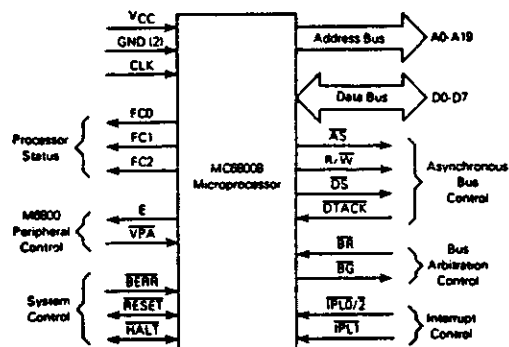 VCC
GND (2)
CLK
Address Bus
A0-A19
Data Bus
D0-D7
Processor
Status
FC0
FC1
FC2
MC68008
Microprocessor
AS
R/W
DS
DTACK
Asynchronous
Bus
Control
M6800
Peripheral
Control
E
VPA
BR
BG
Bus
Arbitration
Control
System
Control
BERR
RESET
HALT
IPL0/2
IPL1
Interrupt
Control